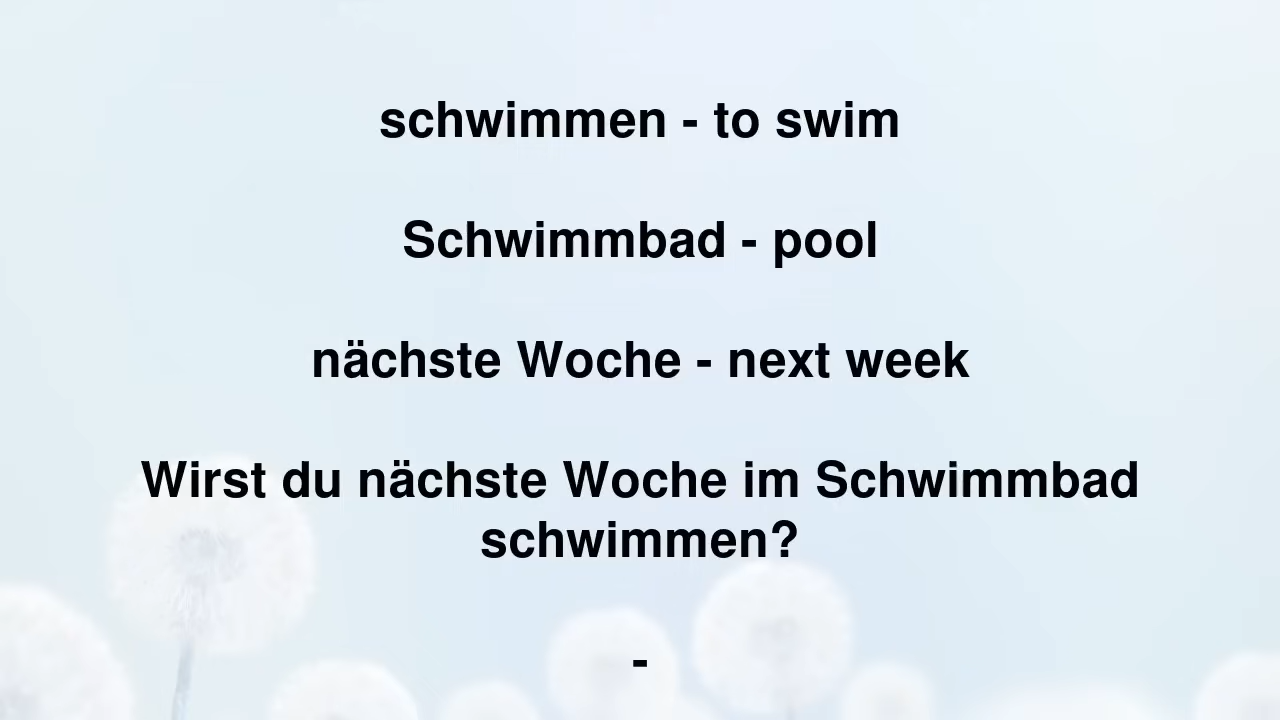 schwimmen - to swim
Schwimmbad - pool
nächste Woche - next week
Wirst du nächste Woche im Schwimmbad
schwimmen?
-